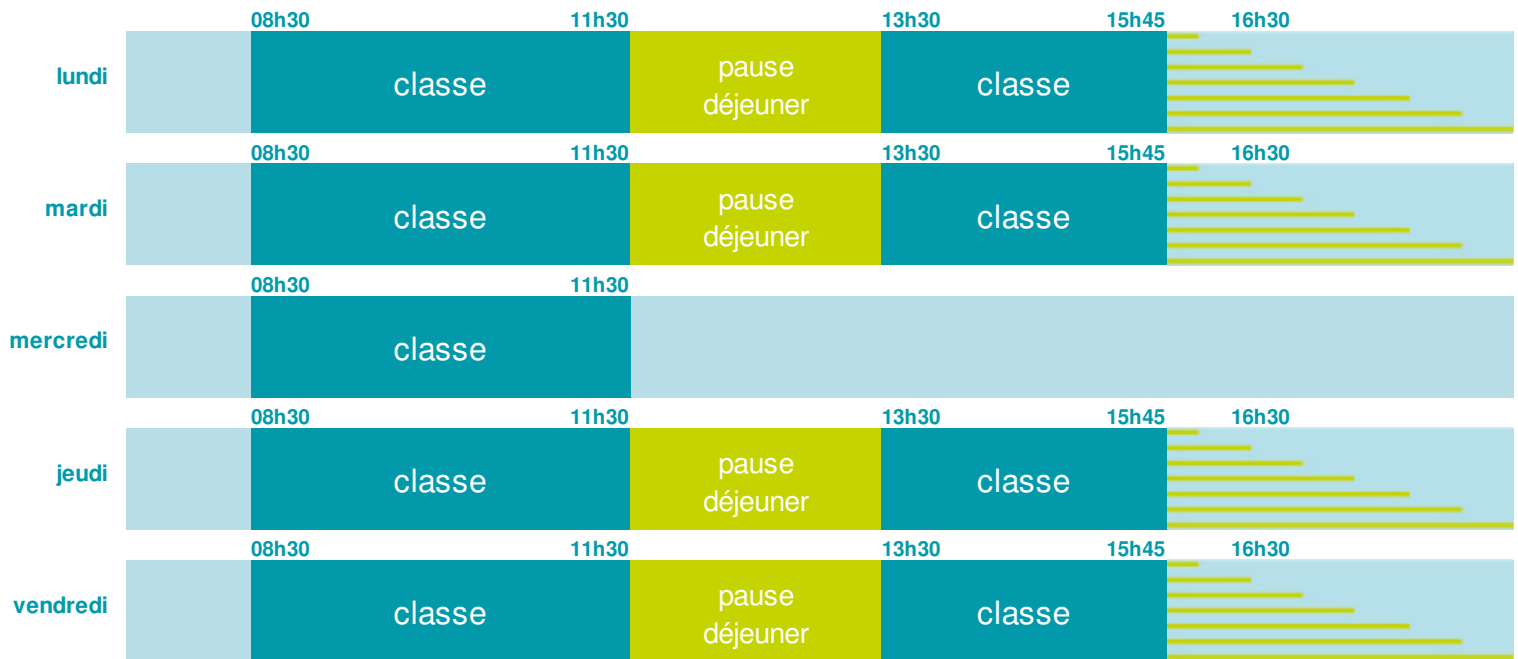 08h30 11h30 13h30 15h45 16h30
lundi classe pause déjeuner classe
08h30 11h30 13h30 15h45 16h30
mardi classe pause déjeuner classe
08h30 11h30
mercredi classe
08h30 11h30 13h30 15h45 16h30
jeudi classe pause déjeuner classe
08h30 11h30 13h30 15h45 16h30
vendredi classe pause déjeuner classe